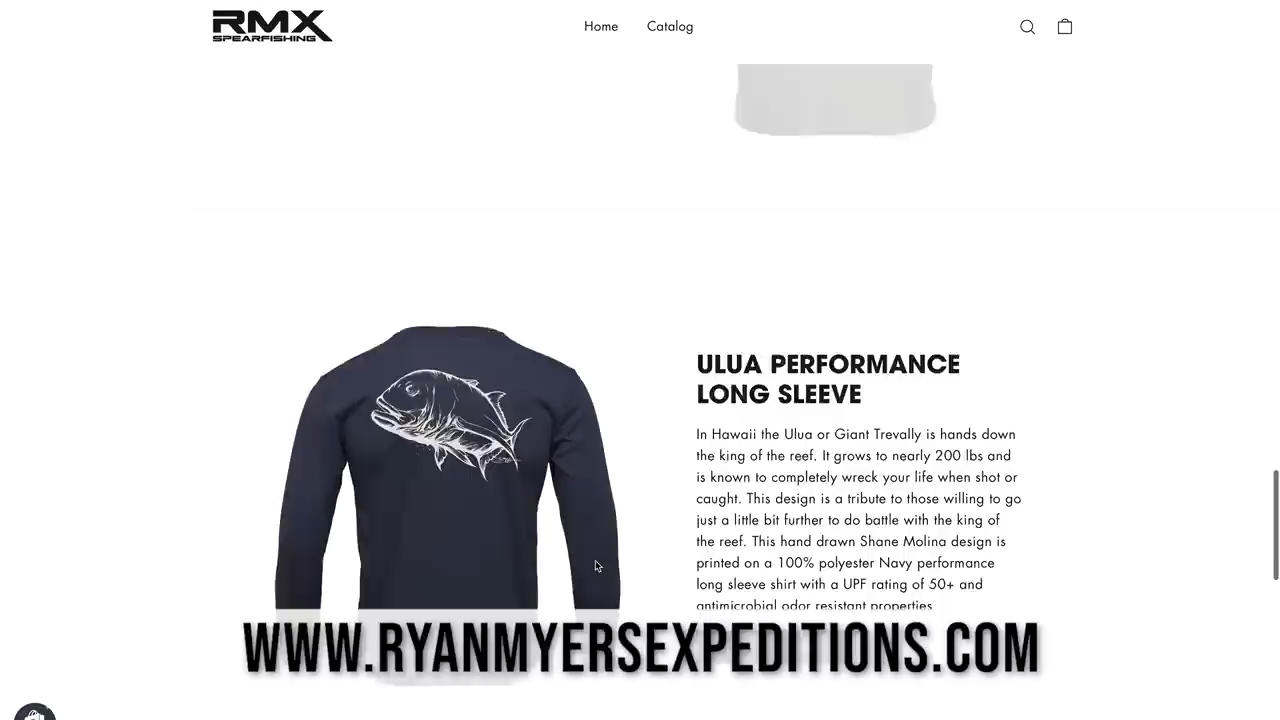 RMX
SPEARFISHING
Home
Catalog
ULUA PERFORMANCE
LONG SLEEVE
In Hawaii the Ulua or Giant Trevally is hands down
the king of the reef. It grows to nearly 200 lbs and
is known to completely wreck your life when shot or
caught. This design is a tribute to those willing to go
just a little bit further to do battle with the king of
the reef. This hand drawn Shane Molina design is
printed on a 100% polyester Navy performance
long sleeve shirt with a UPF rating of 50+ and
antimicrobial odor resistant properties
WWW.RYANMYERSEXPEDITIONS.COM